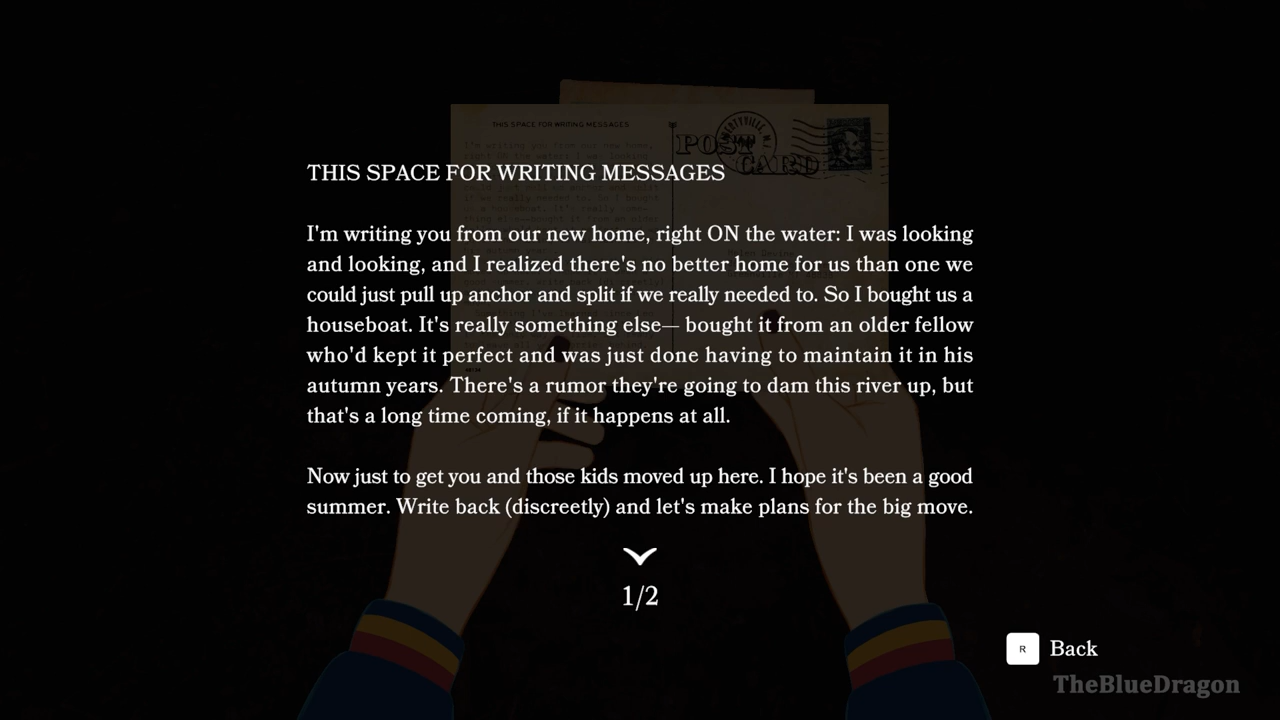 THIS SPACE FOR WRITING MESSAGES
POST
CARD
THIS SPACE FOR WRITING MESSAGES
I'm writing you from our new home, right ON the water: I was looking
and looking, and I realized there's no better home for us than one we
could just pull up anchor and split if we really needed to. So I bought us a
houseboat. It's really something else— bought it from an older fellow
who'd kept it perfect and was just done having to maintain it in his
autumn years. There's a rumor they're going to dam this river up, but
that's a long time coming, if it happens at all.
Now just to get you and those kids moved up here. I hope it's been a good
summer. Write back (discreetly) and let's make plans for the big move.
1/2
R Back
TheBlueDragon